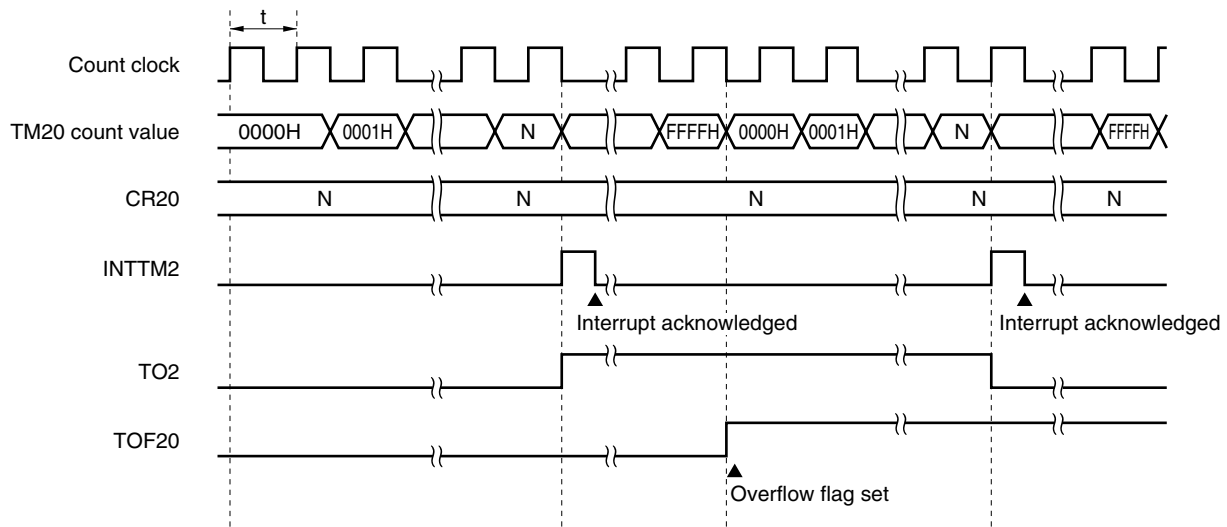 t
Count clock
TM20 count value 0000H 0001H N FFFFH 0000H 0001H N FFFFH
CR20 N N N N N
INTTM2
Interrupt acknowledged Interrupt acknowledged
TO2
TOF20
Overflow flag set